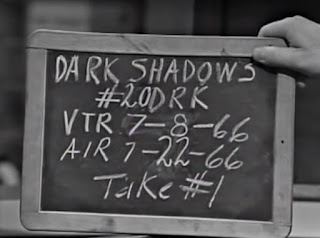 DARK SHADOWS
#20DRK
VTR 7-8-66
AIR 7-22-66
Take #1